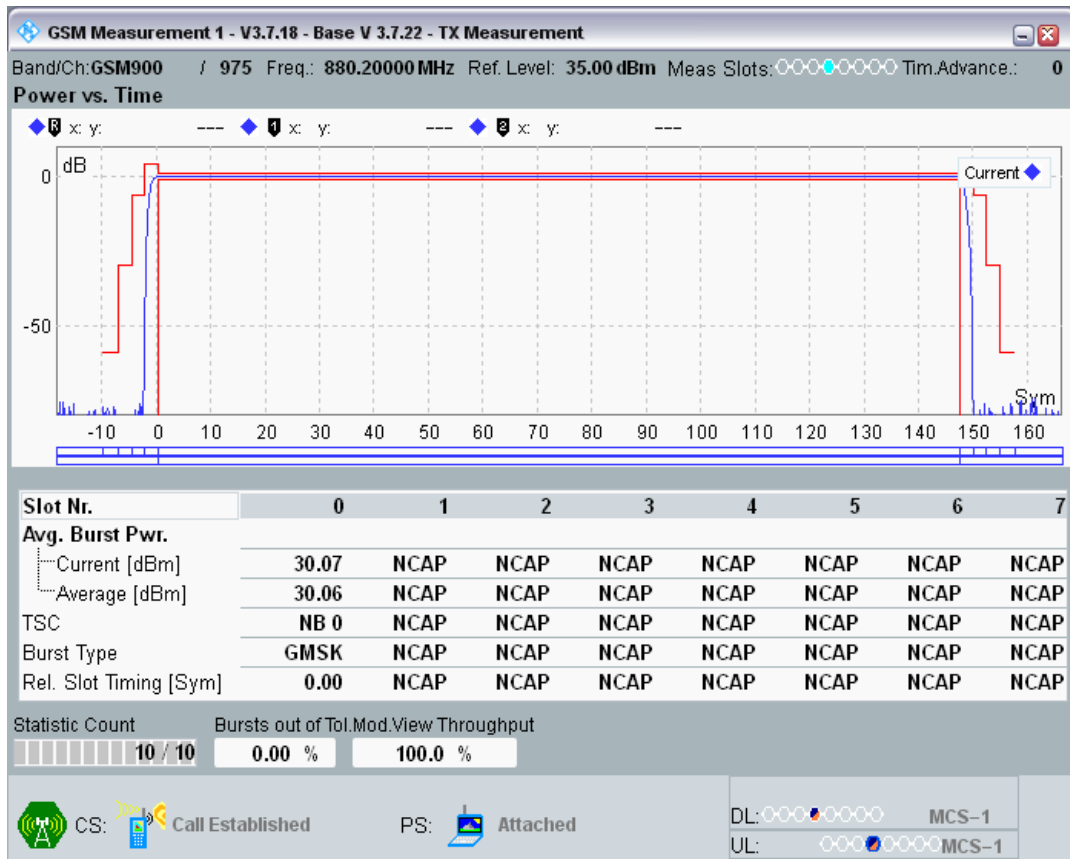 GSM Measurement 1 - V3.7.18 - Base V 3.7.22 - TX Measurement
Band/Ch:GSM900 / 975 Freq.: 880.20000 MHz Ref. Level: 35.00 dBm Meas Slots: Tim.Advance.: 0
Power vs. Time
R x: y: --- 1 x: y: --- 2 x: y: ---
dB
Current
0
-50
Sym
-10 0 10 20 30 40 50 60 70 80 90 100 110 120 130 140 150 160
Slot Nr. 0 1 2 3 4 5 6 7
Avg. Burst Pwr.
Current [dBm] 30.07 NCAP NCAP NCAP NCAP NCAP NCAP NCAP
Average [dBm] 30.06 NCAP NCAP NCAP NCAP NCAP NCAP NCAP
TSC NB 0 NCAP NCAP NCAP NCAP NCAP NCAP NCAP
Burst Type GMSK NCAP NCAP NCAP NCAP NCAP NCAP NCAP
Rel. Slot Timing [Sym] 0.00 NCAP NCAP NCAP NCAP NCAP NCAP NCAP
Statistic Count Bursts out of Tol.Mod.View Throughput
10 / 10 0.00 % 100.0 %
CS: Call Established PS: Attached
DL: MCS-1
UL: MCS-1